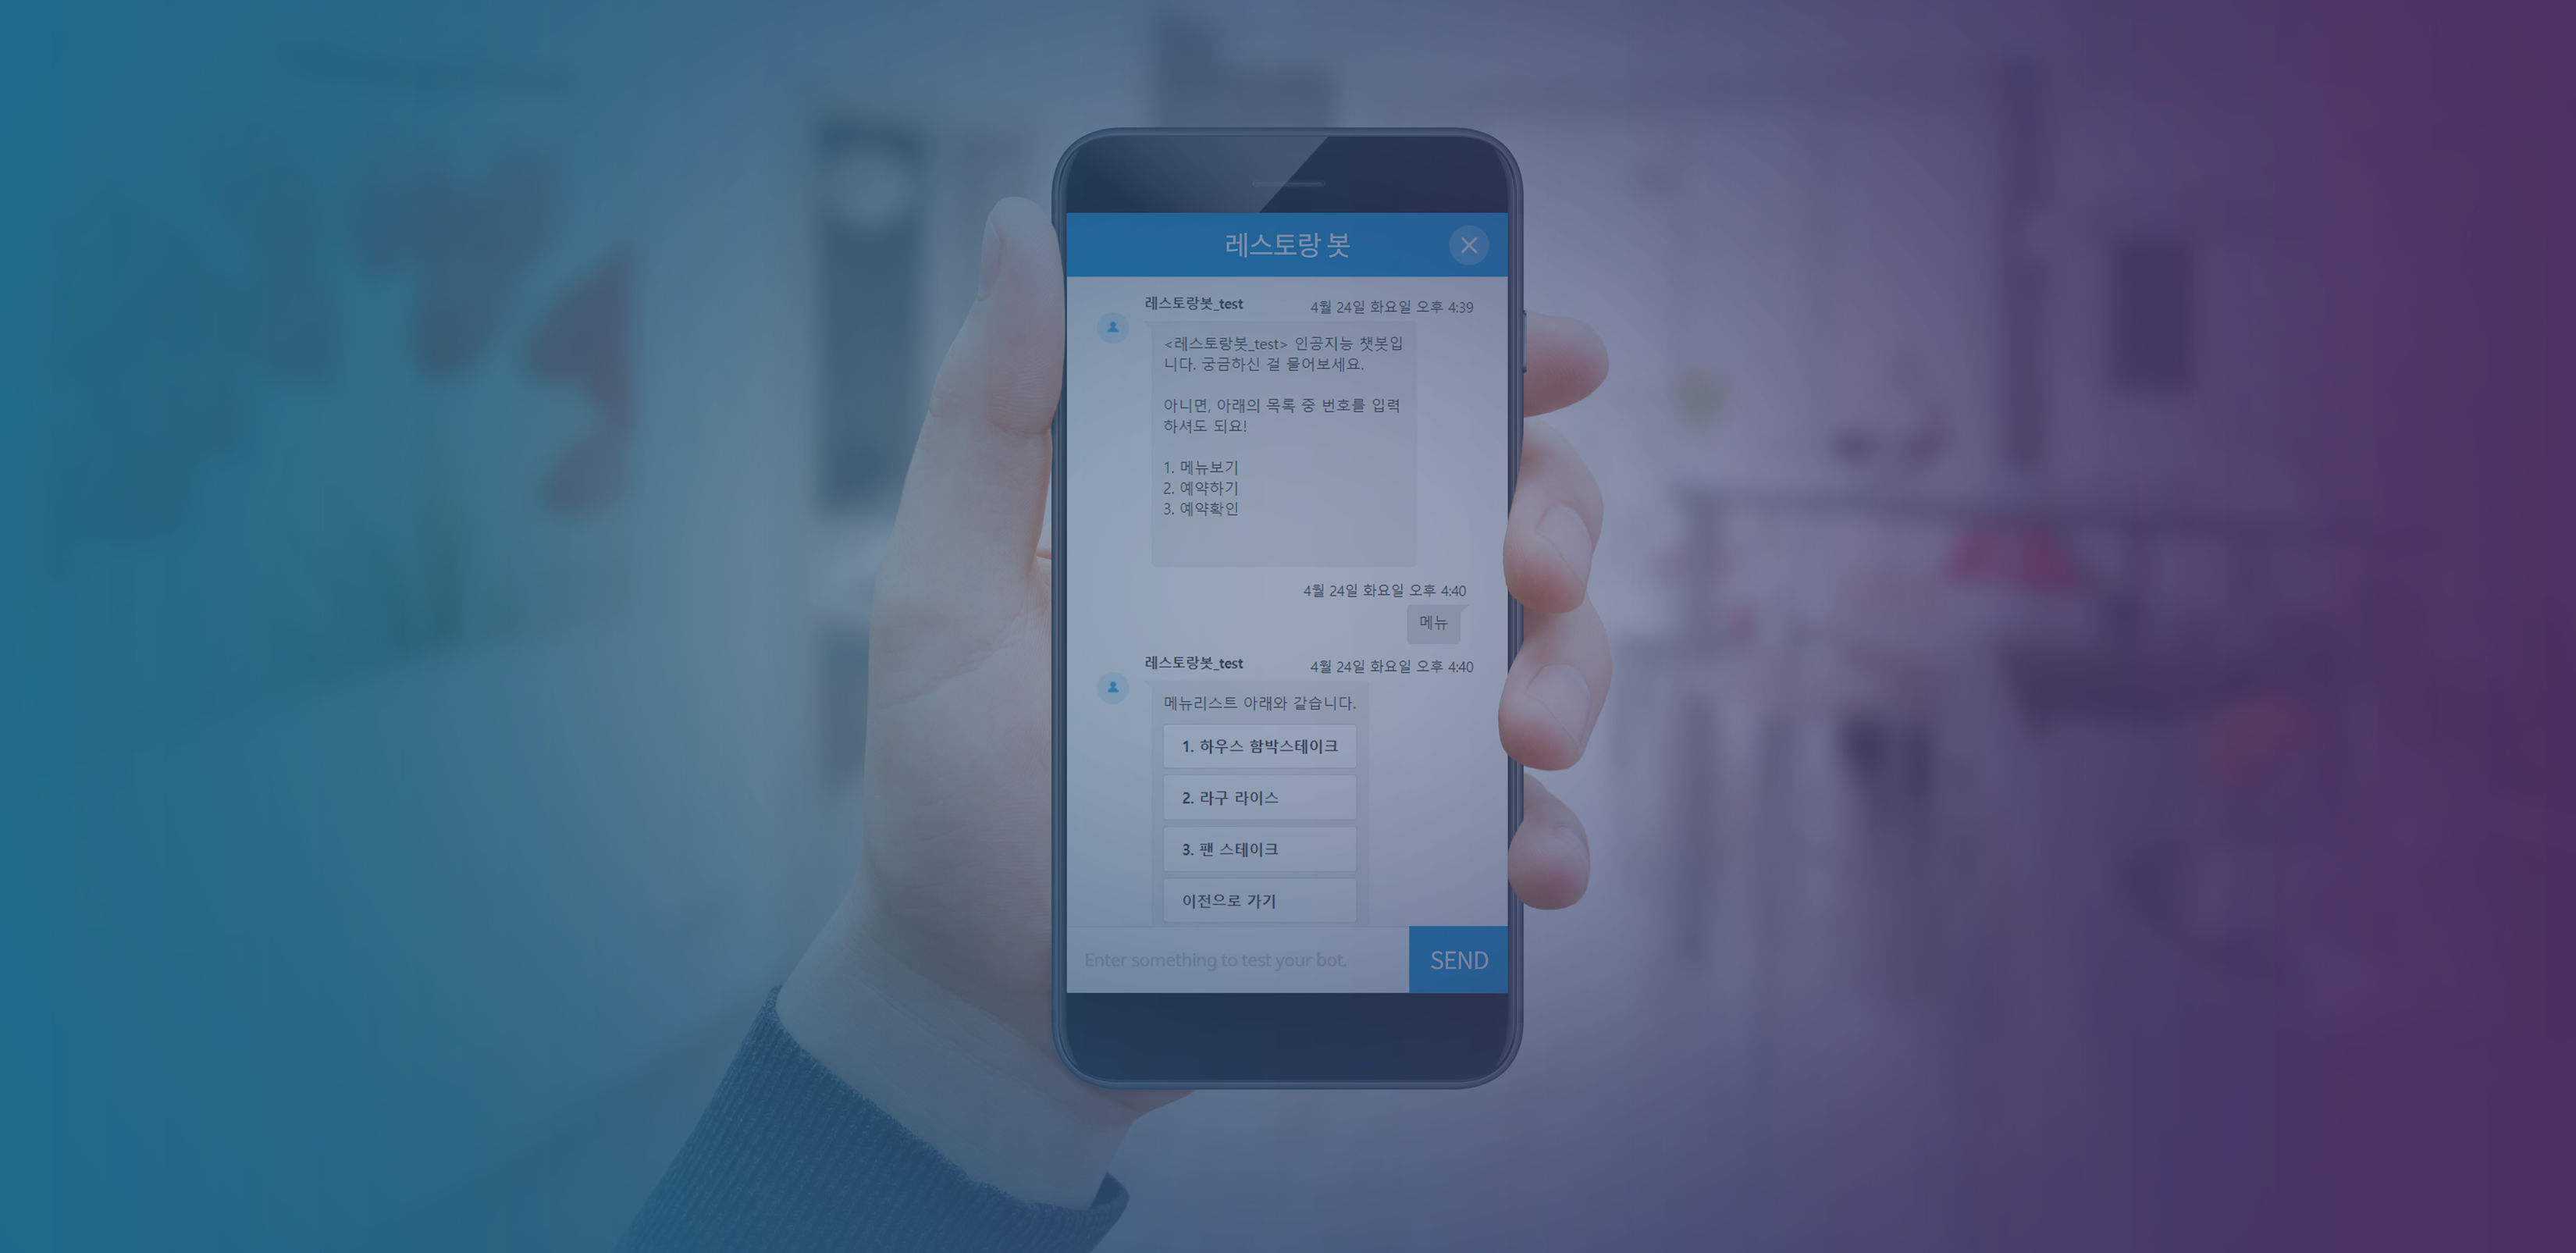 레스토랑 봇
레스토랑봇_test
4월 24일 화요일 오후 4:39
<레스토랑봇_test> 인공지능 챗봇입
니다. 궁금하신 걸 물어보세요.
아니면, 아래의 목록 중 번호를 입력
하셔도 되요!
1. 메뉴보기
2. 예약하기
3. 예약확인
4월 24일 화요일 오후 4:40
메뉴
레스토랑봇_test
4월 24일 화요일 오후 4:40
메뉴리스트 아래와 같습니다.
1. 하우스 함박스테이크
2. 라구 라이스
3. 팬 스테이크
이전으로 가기
Enter something to test your bot.
SEND